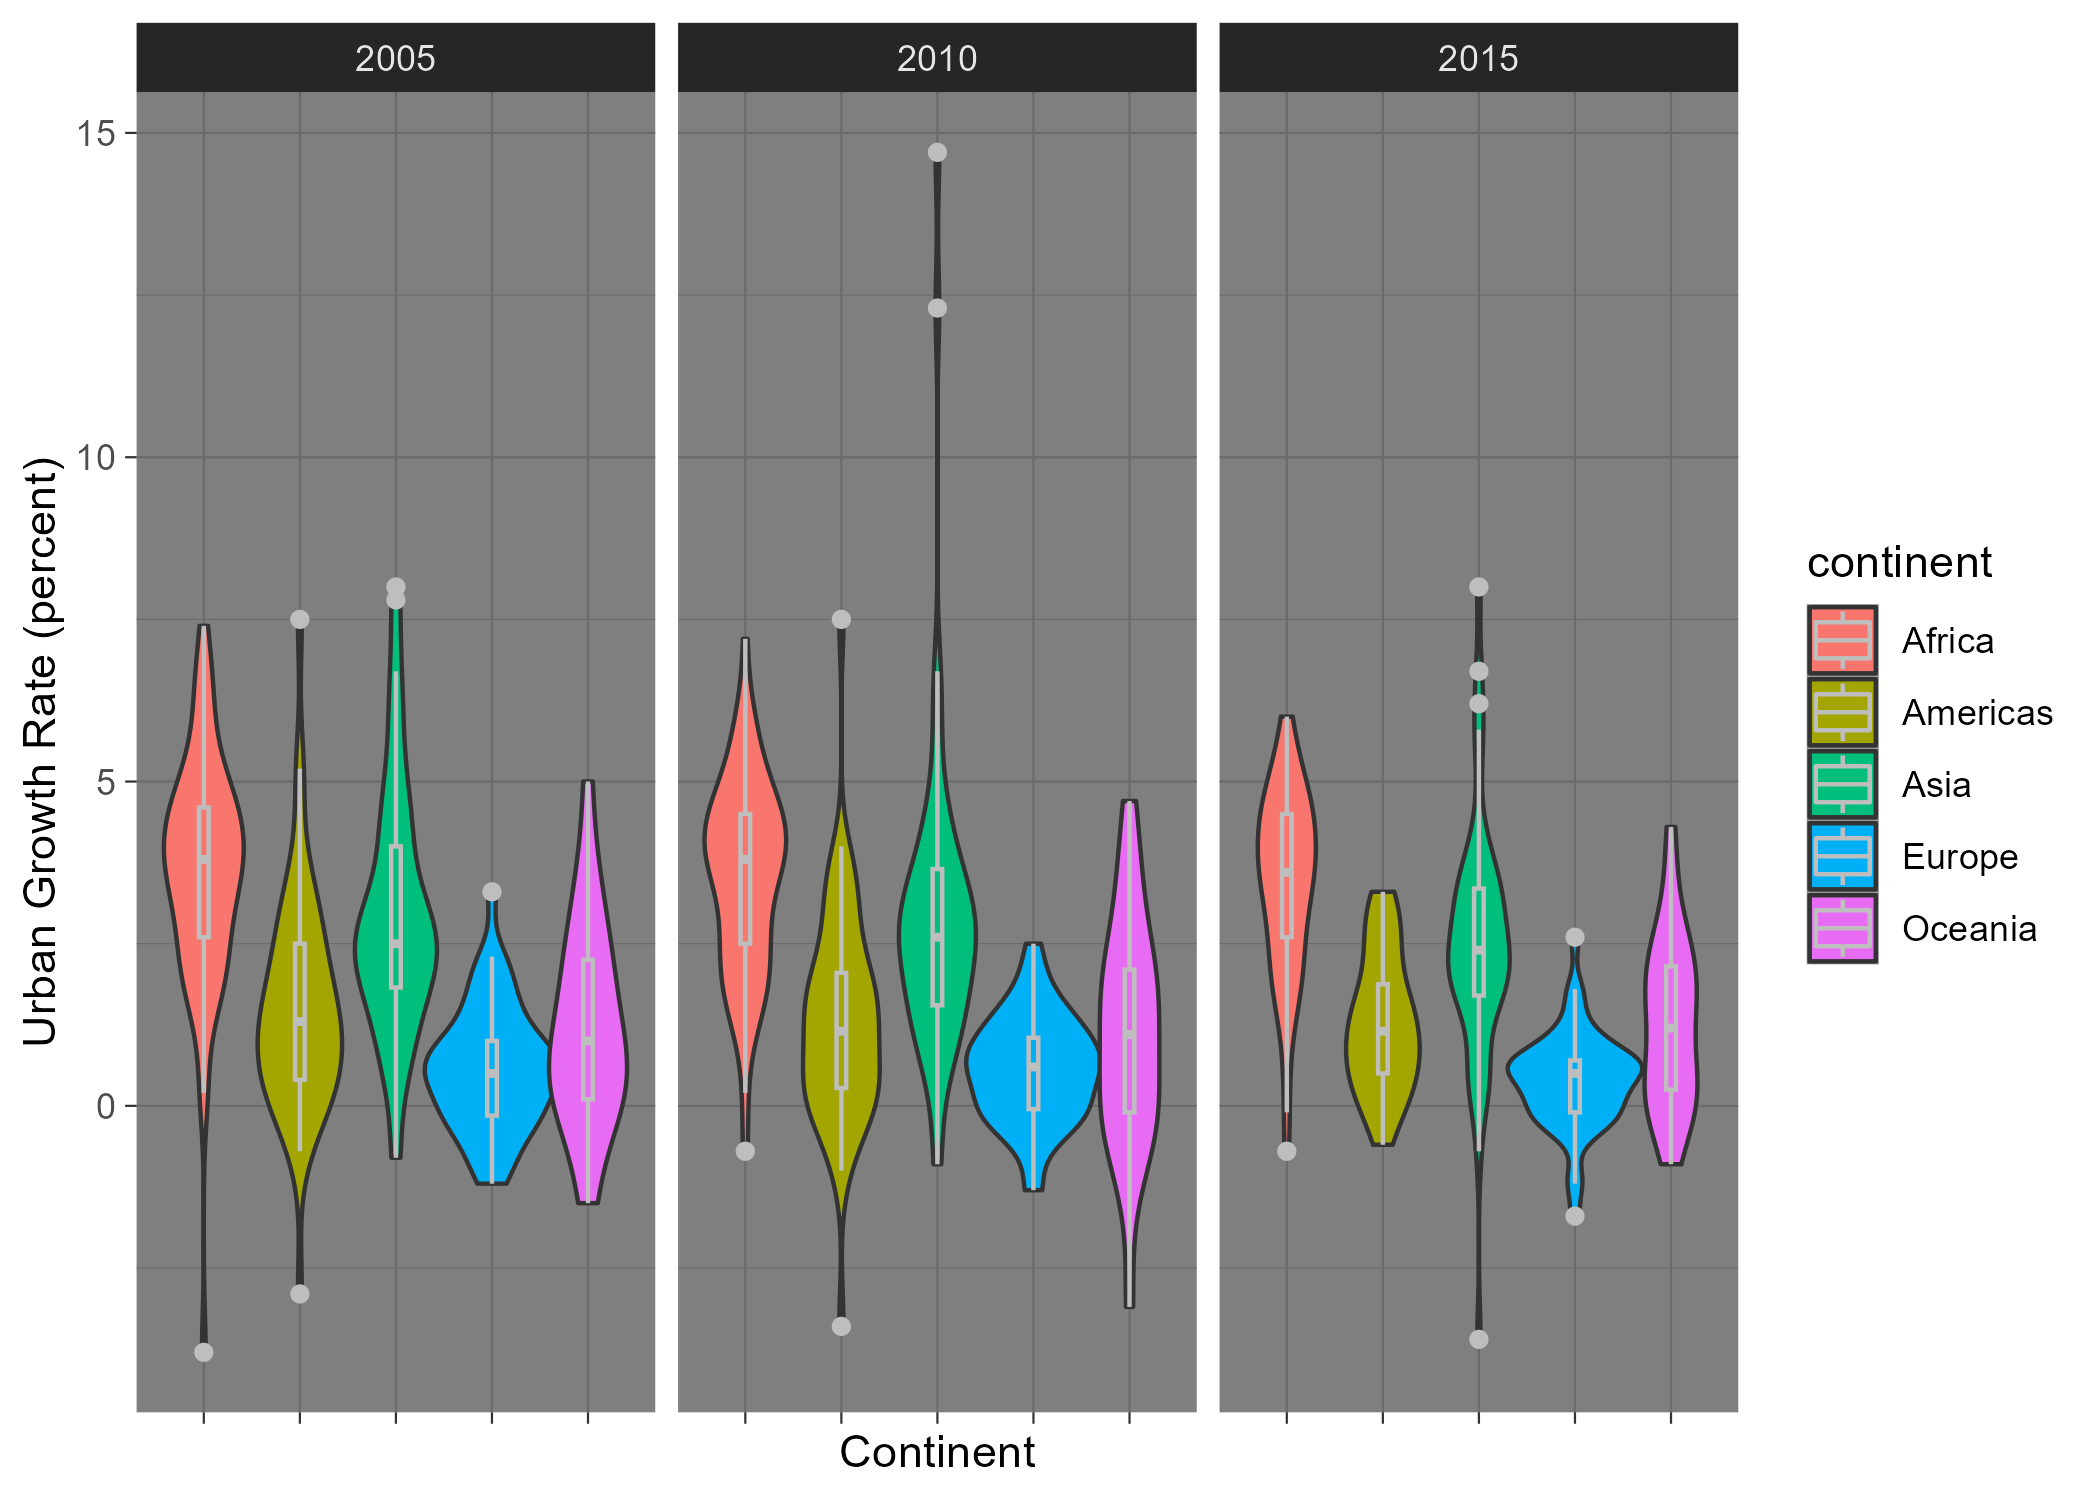 2005 2010 2015
15
10
5
0
Urban Growth Rate (percent)
Continent
continent
Africa
Americas
Asia
Europe
Oceania